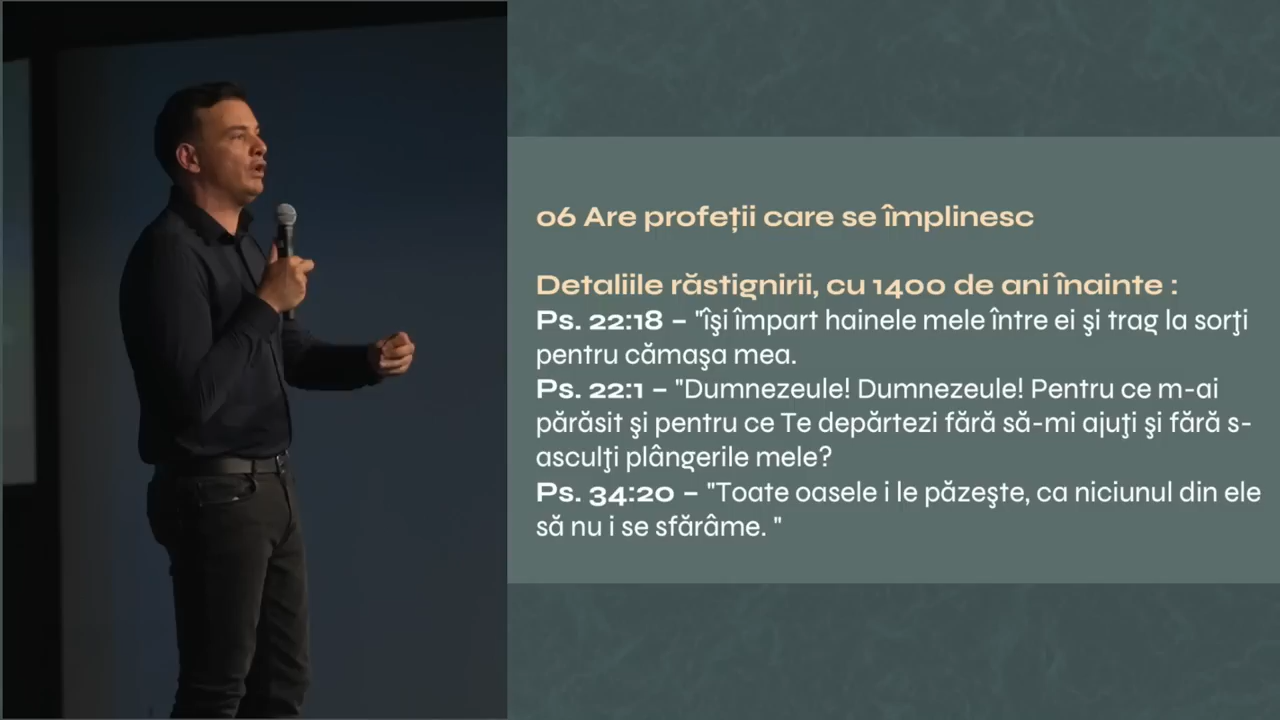 06 Are profeții care se împlinesc
Detaliile răstignirii, cu 1400 de ani înainte :
Ps. 22:18 – "îşi împart hainele mele între ei şi trag la sorţi
pentru cămaşa mea.
Ps. 22:1 – "Dumnezeule! Dumnezeule! Pentru ce m-ai
părăsit şi pentru ce Te depărtezi fără să-mi ajuţi şi fără s-
asculţi plângerile mele?
Ps. 34:20 – "Toate oasele i le păzeşte, ca niciunul din ele
să nu i se sfărâme. "